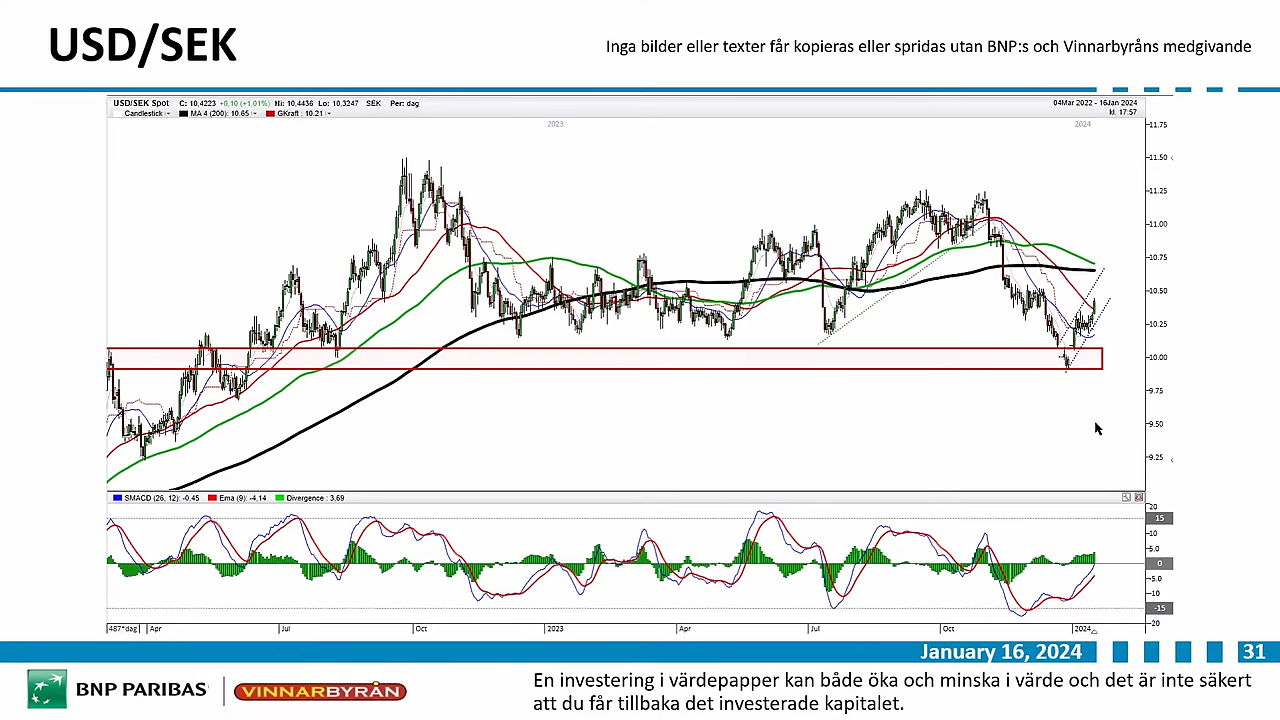 USD/SEK
Inga bilder eller texter får kopieras eller spridas utan BNP:s och Vinnarbyråns medgivande
USD/SEK Spot C: 10,4223 +0,10 (+1,01%) Hi: 10,4436 Lo: 10,3247 SEK Per: dag
04Mar 2022 - 16Jan 2024
Candlestick MA 4 (200): 10.65 GKraft : 10.21
kl. 17:57
2023 2024
11.75
11.50
11.25
11.00
10.75
10.50
10.25
10.00
9.75
9.50
9.25
SMACD (26, 12): -0,45 Ema (9): -4,14 Divergence : 3,69
20
15
10
5.0
0
-5.0
-10
-15
-20
487*dag Apr Jul Oct 2023 Apr Jul Oct 2024
January 16, 2024 31
BNP PARIBAS VINNARBYRÅN
En investering i värdepapper kan både öka och minska i värde och det är inte säkert
att du får tillbaka det investerade kapitalet.